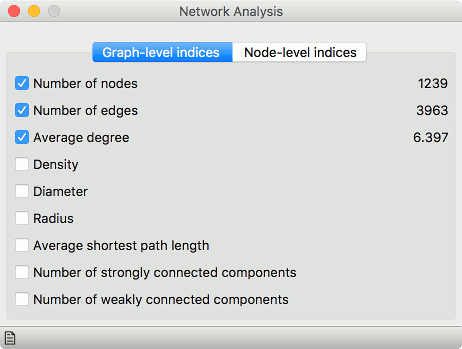 Network Analysis
Graph-level indices Node-level indices
Number of nodes 1239
Number of edges 3963
Average degree 6.397
Density
Diameter
Radius
Average shortest path length
Number of strongly connected components
Number of weakly connected components